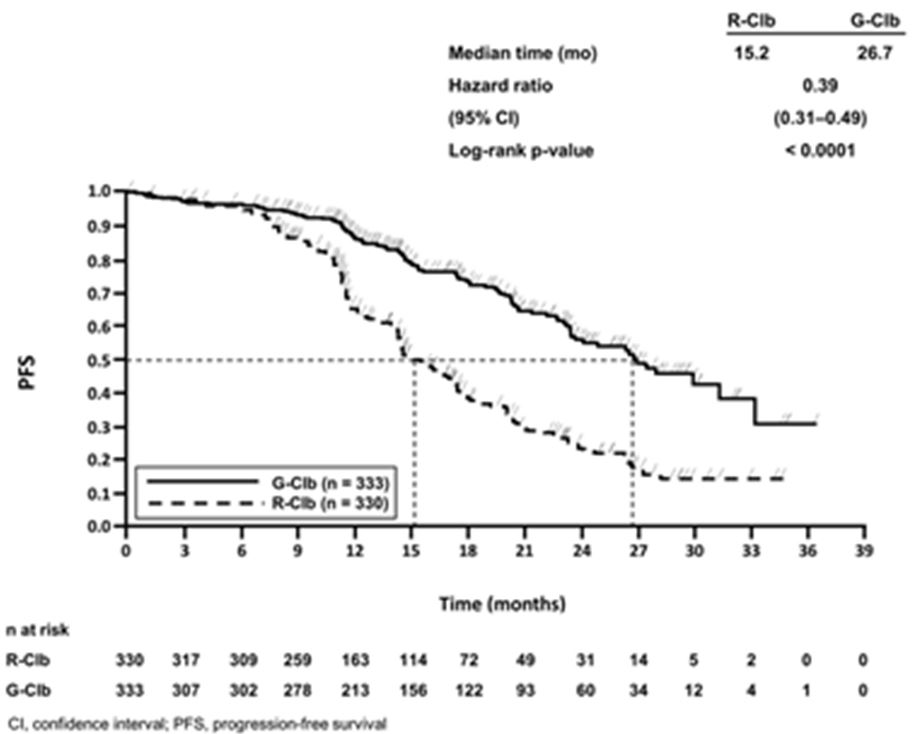 R-Clb G-Clb
Median time (mo) 15.2 26.7
Hazard ratio 0.39
(95% CI) (0.31–0.49)
Log-rank p-value < 0.0001
1.0
0.9
0.8
0.7
0.6
0.5
0.4
0.3
0.2
0.1
0.0
PFS
G-Clb (n = 333)
R-Clb (n = 330)
0 3 6 9 12 15 18 21 24 27 30 33 36 39
Time (months)
n at risk
R-Clb 330 317 309 259 163 114 72 49 31 14 5 2 0 0
G-Clb 333 307 302 278 213 156 122 93 60 34 12 4 1 0
CI, confidence interval; PFS, progression-free survival